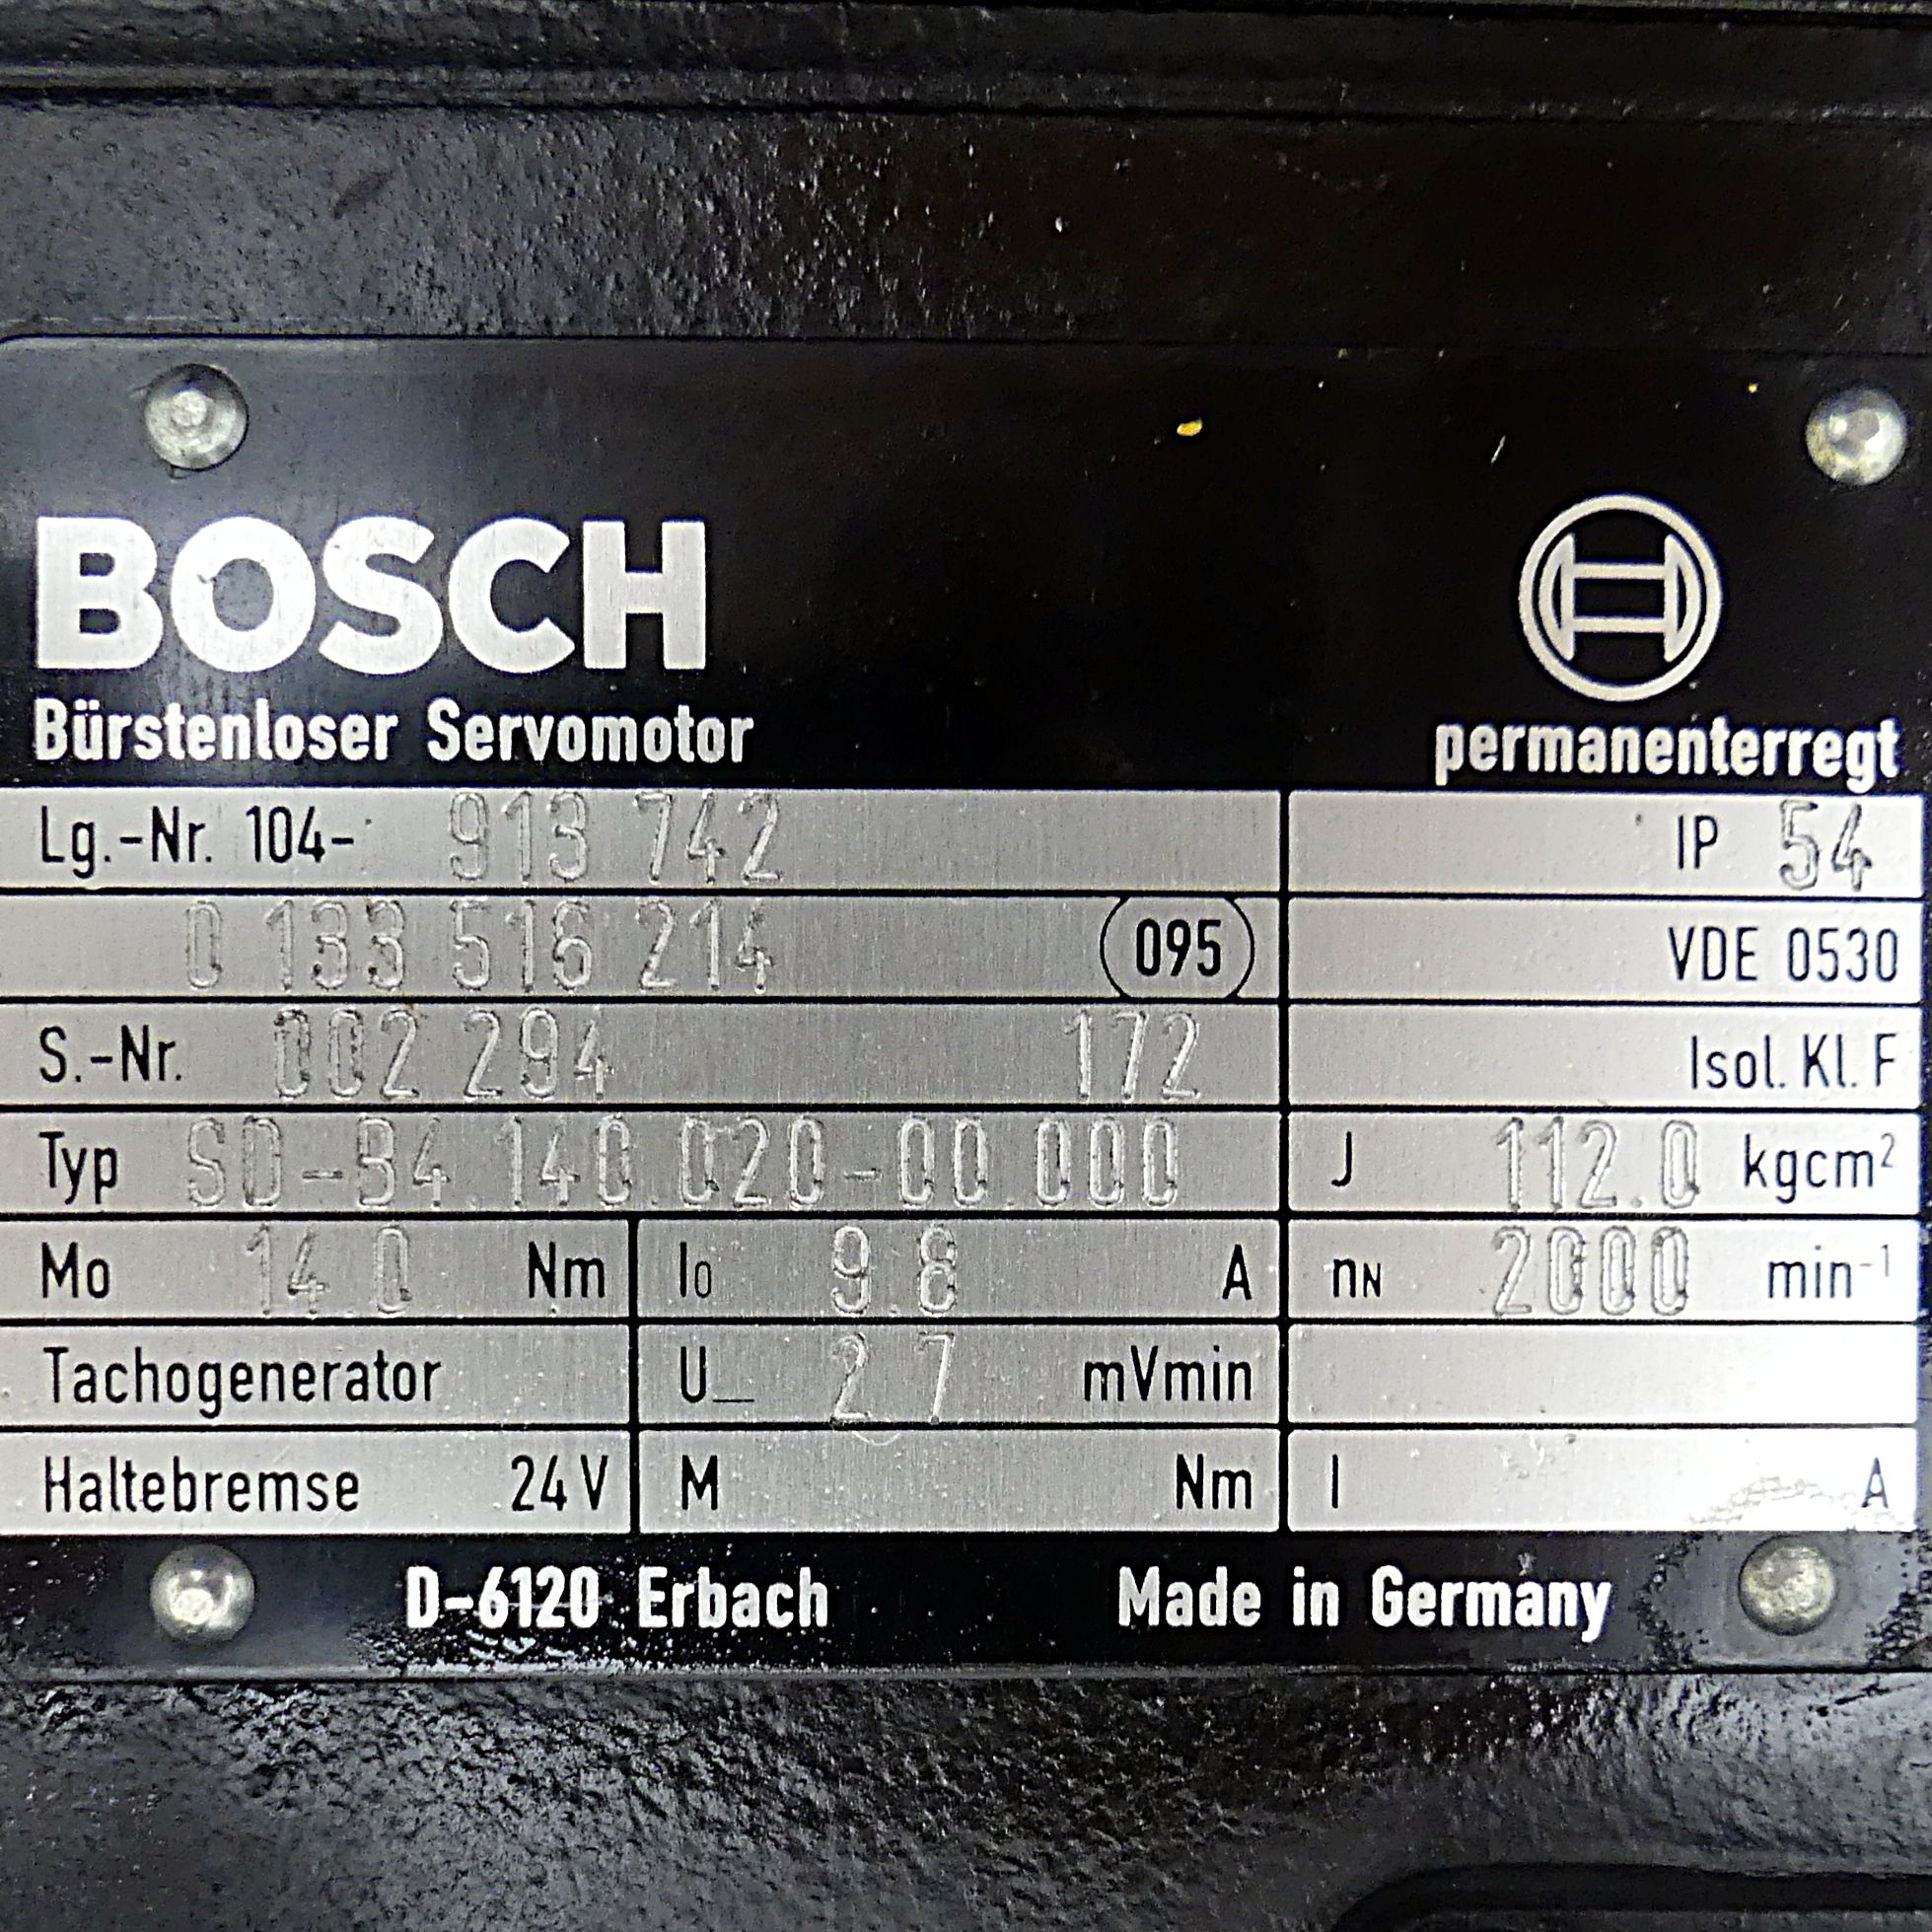 BOSCH
Bürstenloser Servomotor permanenterregt
Lg.-Nr. 104- 913 742 IP 54
0 133 516 214 095 VDE 0530
S.-Nr. 002 294 172 Isol. Kl. F
Typ SD-B4.140.020-00.000 J 112.0 kgcm²
Mo 14.0 Nm I₀ 9.8 A nN 2000 min⁻¹
Tachogenerator U_ 2.7 mVmin
Haltebremse 24 V M Nm I A
D-6120 Erbach Made in Germany